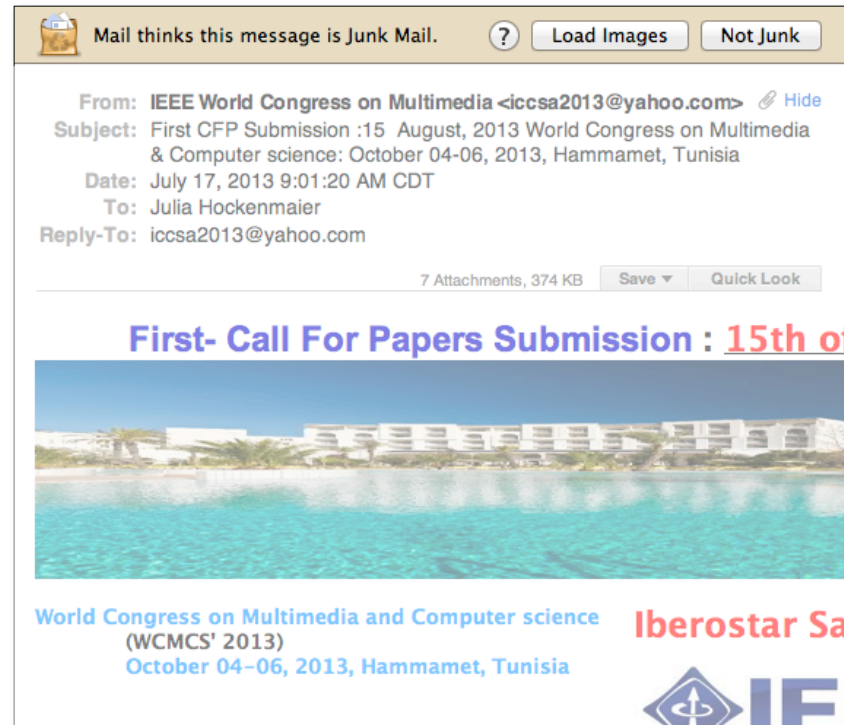 Mail thinks this message is Junk Mail. ? Load Images Not Junk
From: IEEE World Congress on Multimedia <iccsa2013@yahoo.com> Hide
Subject: First CFP Submission :15 August, 2013 World Congress on Multimedia
& Computer science: October 04-06, 2013, Hammamet, Tunisia
Date: July 17, 2013 9:01:20 AM CDT
To: Julia Hockenmaier
Reply-To: iccsa2013@yahoo.com
7 Attachments, 374 KB Save Quick Look
First- Call For Papers Submission : 15th of
World Congress on Multimedia and Computer science
(WCMCS' 2013)
October 04-06, 2013, Hammamet, Tunisia
Iberostar Sa
IE